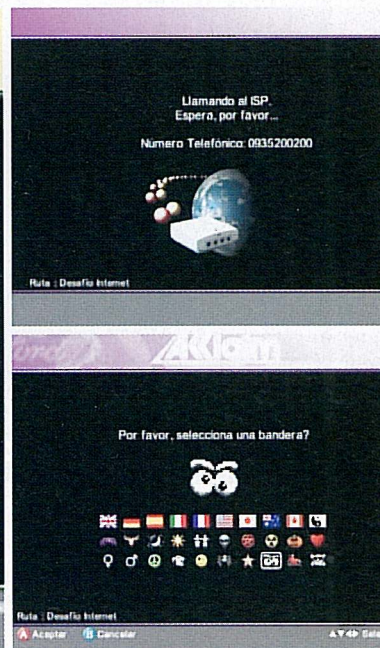 Llamando al ISP.
Espera, por favor...
Número Telefónico: 0935200200
Ruta : Desafío Internet
AKlaim
Por favor, selecciona una bandera?
Ruta : Desafío Internet
A Aceptar B Cancelar